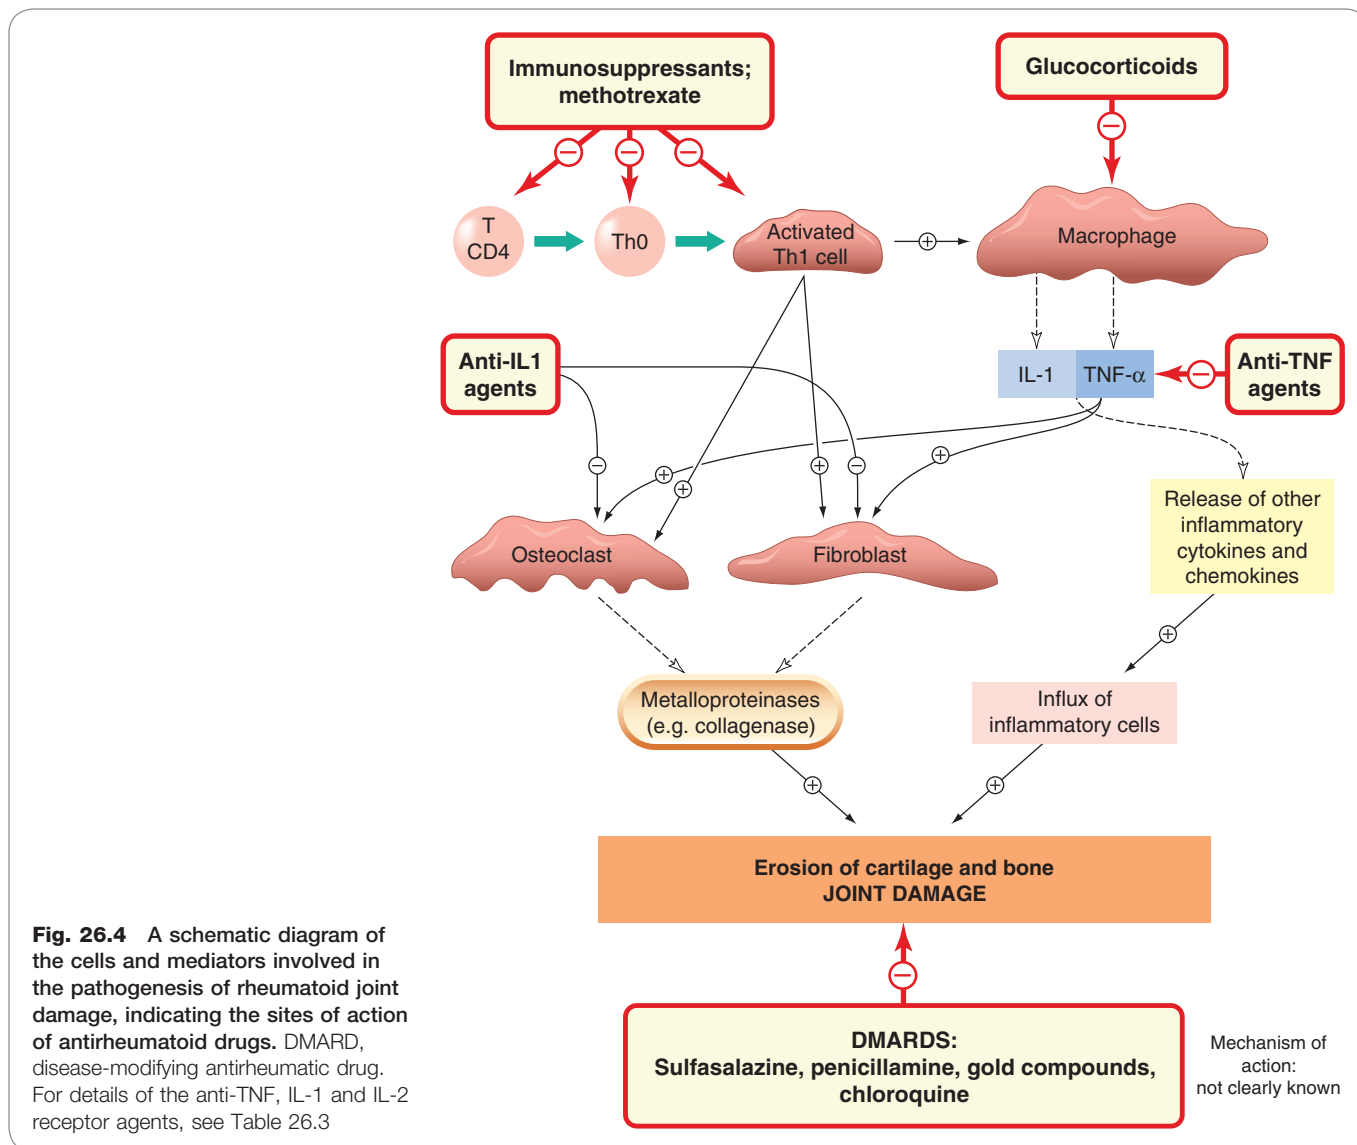 Immunosuppressants;
methotrexate
Glucocorticoids
−
−
−
−
T
CD4
Th0
Activated
Th1 cell
+
Macrophage
Anti-IL1
agents
IL-1
TNF-α
−
Anti-TNF
agents
−
+
+
+
−
+
Osteoclast
Fibroblast
Release of other
inflammatory
cytokines and
chemokines
+
Metalloproteinases
(e.g. collagenase)
Influx of
inflammatory cells
+
+
Erosion of cartilage and bone
JOINT DAMAGE
−
DMARDS:
Sulfasalazine, penicillamine, gold compounds,
chloroquine
Mechanism of
action:
not clearly known
Fig. 26.4 A schematic diagram of
the cells and mediators involved in
the pathogenesis of rheumatoid joint
damage, indicating the sites of action
of antirheumatoid drugs. DMARD,
disease-modifying antirheumatic drug.
For details of the anti-TNF, IL-1 and IL-2
receptor agents, see Table 26.3